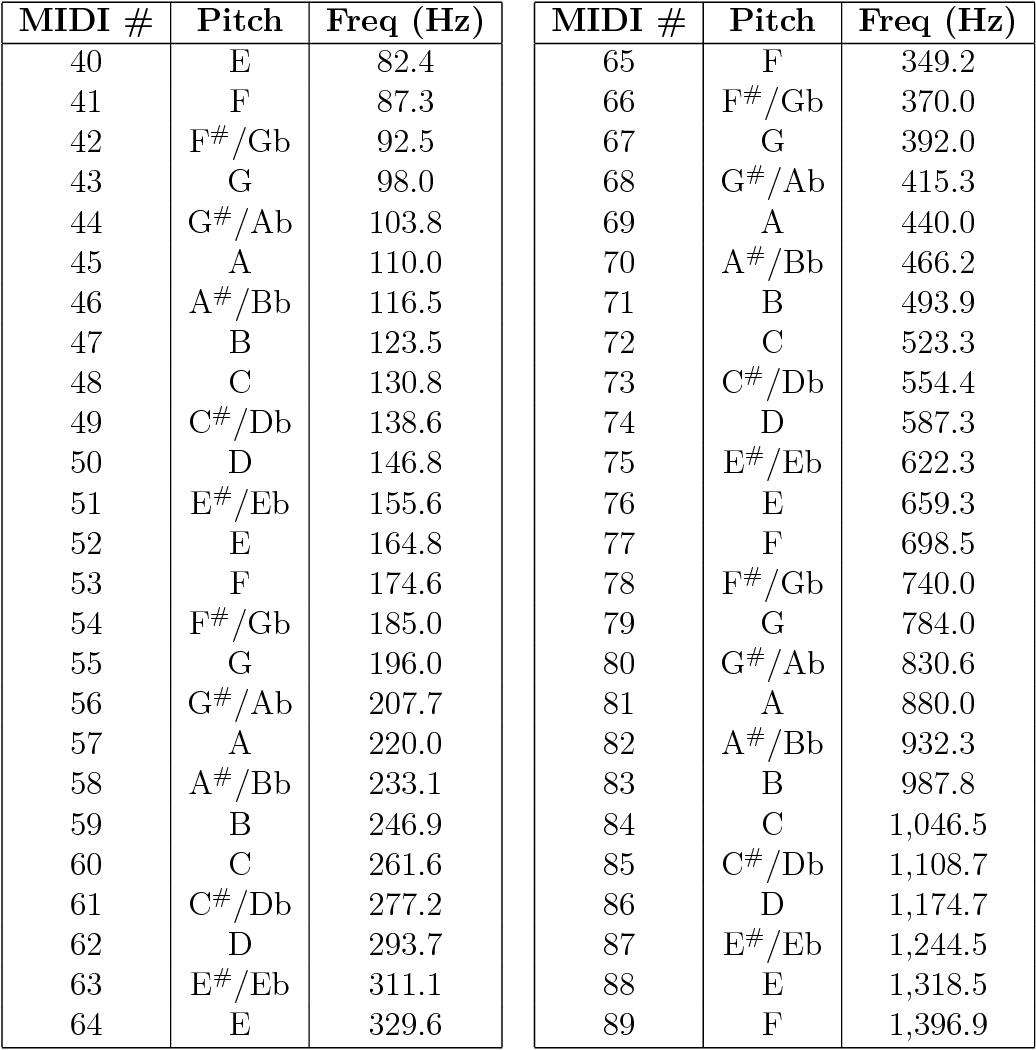 MIDI # Pitch Freq (Hz) MIDI # Pitch Freq (Hz)
40 E 82.4 65 F 349.2
41 F 87.3 66 F#/Gb 370.0
42 F#/Gb 92.5 67 G 392.0
43 G 98.0 68 G#/Ab 415.3
44 G#/Ab 103.8 69 A 440.0
45 A 110.0 70 A#/Bb 466.2
46 A#/Bb 116.5 71 B 493.9
47 B 123.5 72 C 523.3
48 C 130.8 73 C#/Db 554.4
49 C#/Db 138.6 74 D 587.3
50 D 146.8 75 E#/Eb 622.3
51 E#/Eb 155.6 76 E 659.3
52 E 164.8 77 F 698.5
53 F 174.6 78 F#/Gb 740.0
54 F#/Gb 185.0 79 G 784.0
55 G 196.0 80 G#/Ab 830.6
56 G#/Ab 207.7 81 A 880.0
57 A 220.0 82 A#/Bb 932.3
58 A#/Bb 233.1 83 B 987.8
59 B 246.9 84 C 1,046.5
60 C 261.6 85 C#/Db 1,108.7
61 C#/Db 277.2 86 D 1,174.7
62 D 293.7 87 E#/Eb 1,244.5
63 E#/Eb 311.1 88 E 1,318.5
64 E 329.6 89 F 1,396.9